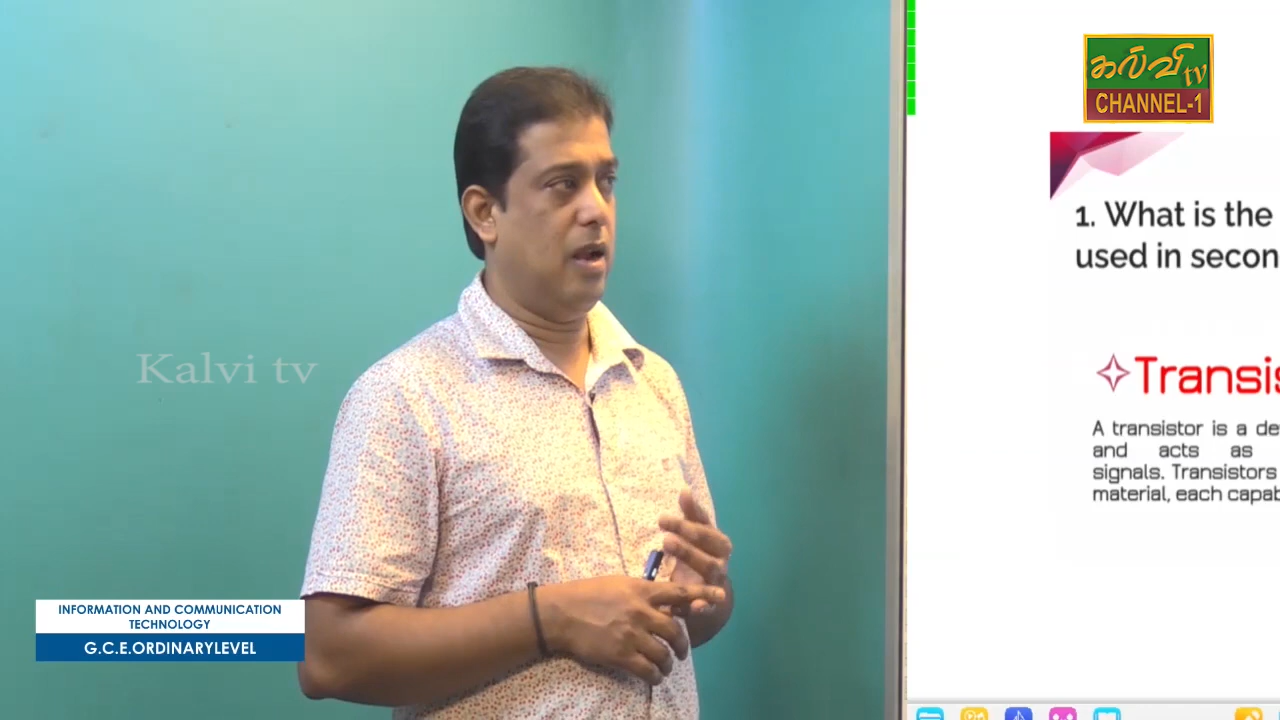 கல்வி tv
CHANNEL-1
1. What is the
used in secon
Transis
A transistor is a de
and acts as
signals. Transistors
material, each capab
Kalvi tv
INFORMATION AND COMMUNICATION
TECHNOLOGY
G.C.E.ORDINARYLEVEL